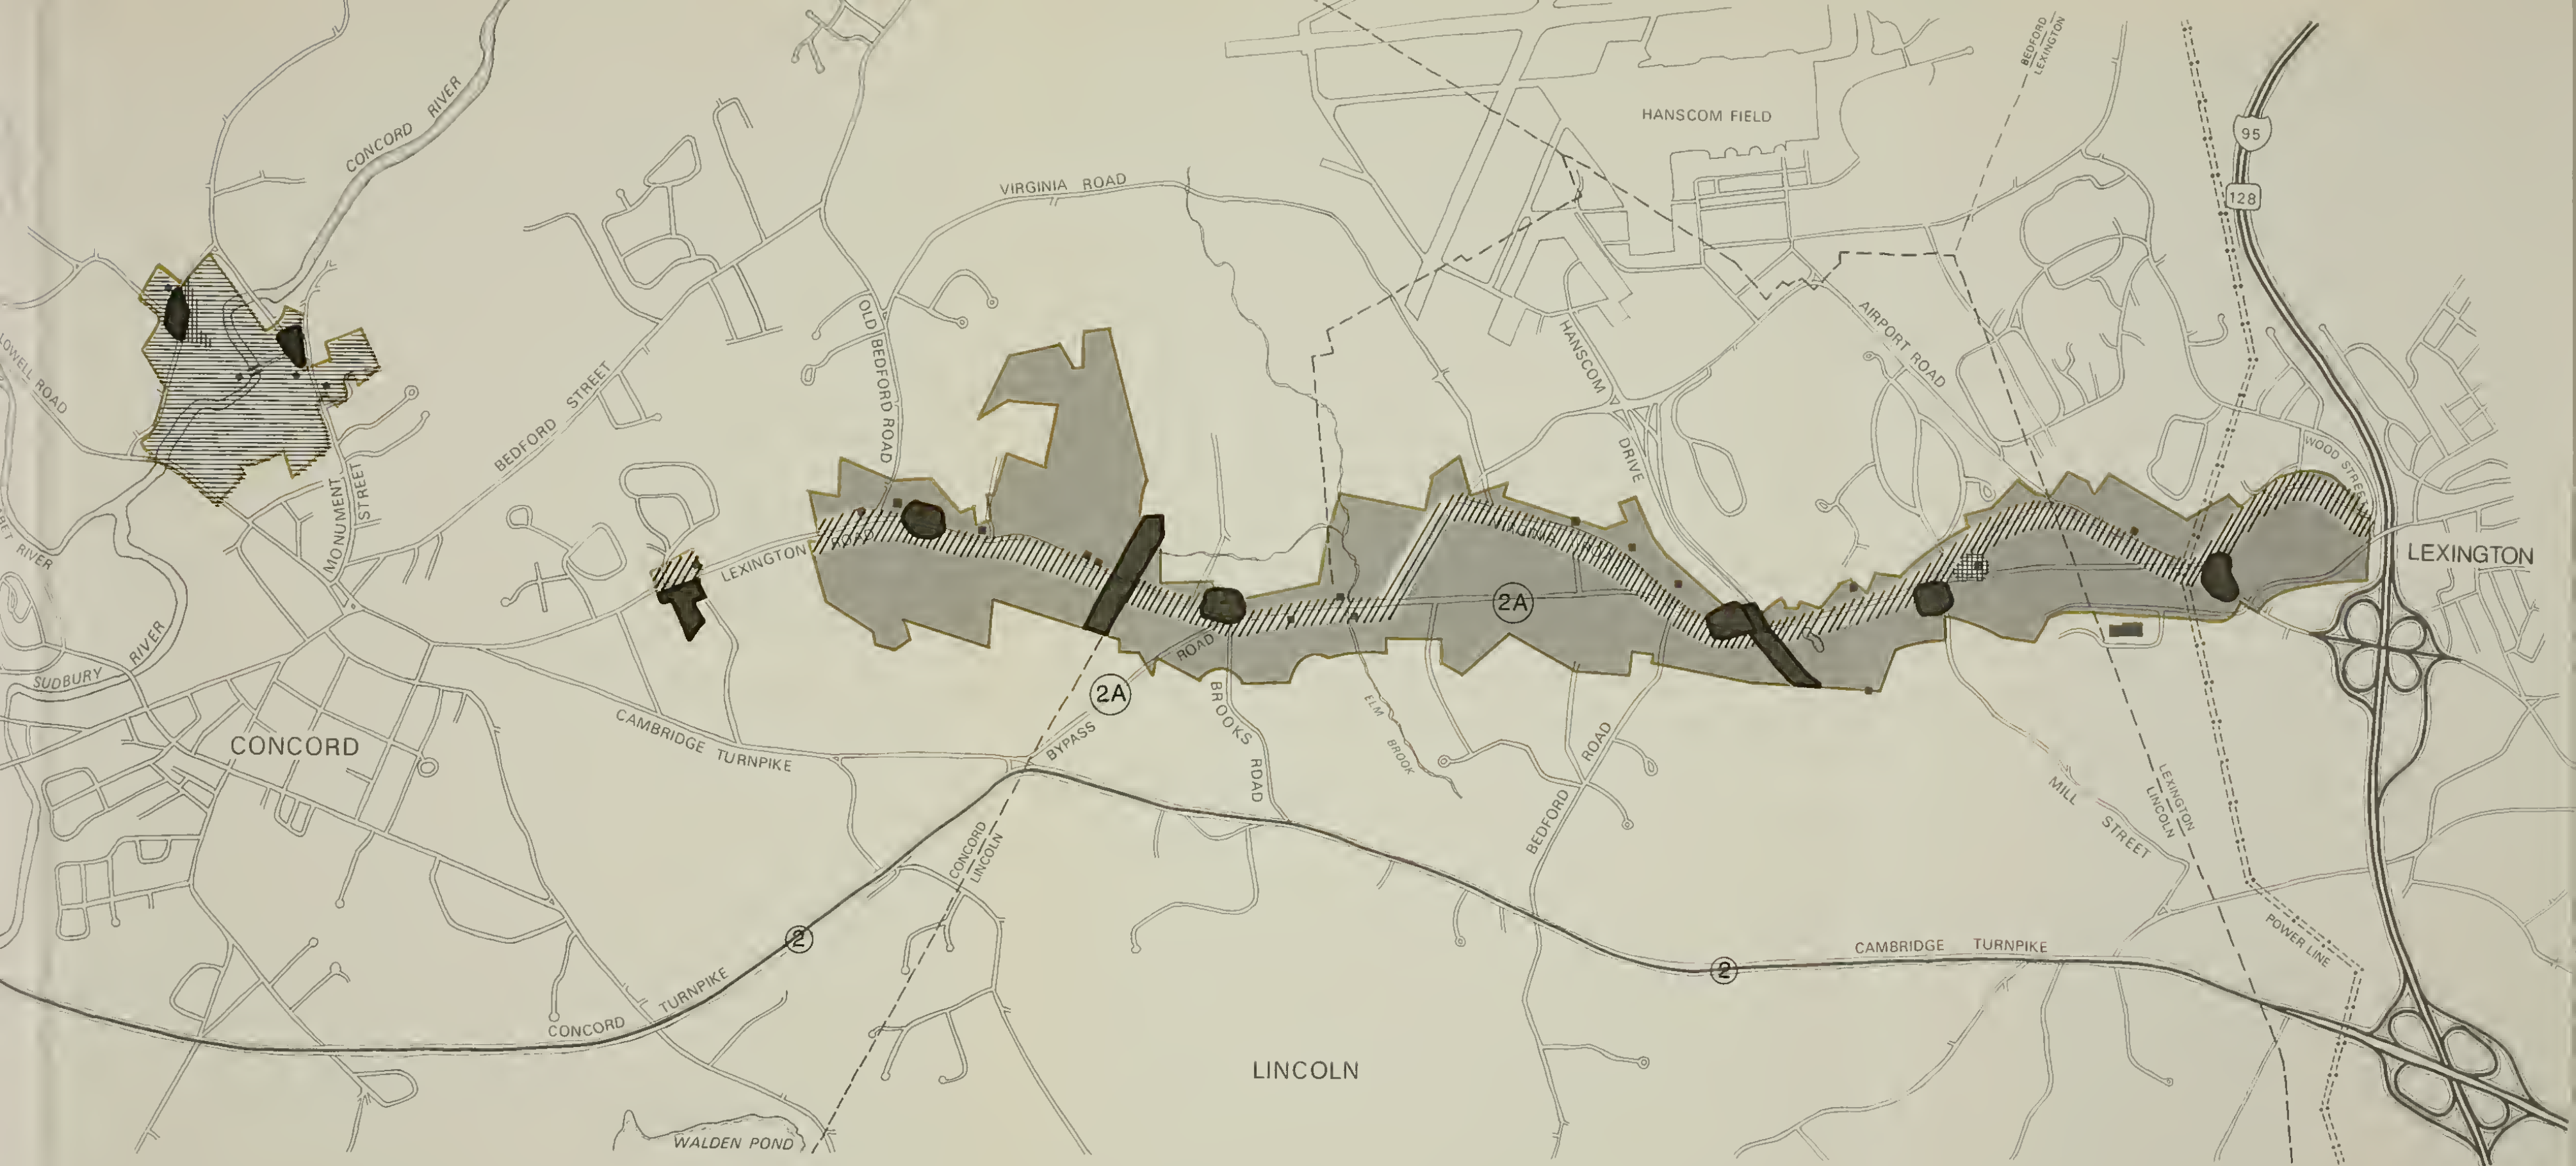 BEDFORD
LEXINGTON
CONCORD RIVER
HANSCOM FIELD
95
128
VIRGINIA ROAD
OLD BEDFORD ROAD
HANSCOM DRIVE
AIRPORT ROAD
LOWELL ROAD
BEDFORD STREET
MONUMENT STREET
WOOD STREET
RIVER
LEXINGTON ROAD
LEXINGTON
2A
ROAD
2A
SUDBURY RIVER
BROOKS RDAD
ELM BROOK
CONCORD
CAMBRIDGE TURNPIKE
BYPASS
BEDFORD ROAD
MILL STREET
LEXINGTON
LINCOLN
CONCORD
LINCOLN
2
2
CAMBRIDGE TURNPIKE
POWER LINE
CONCORD TURNPIKE
LINCOLN
WALDEN POND